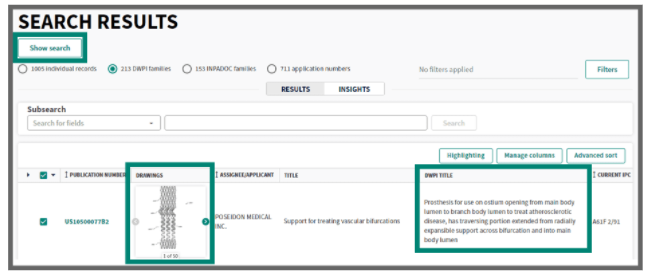 SEARCH RESULTS
Show search
1005 individual records 213 DWPI families 153 INPADOC families 711 application numbers No filters applied Filters
RESULTS INSIGHTS
Subsearch
Search for fields Search
Highlighting Manage columns Advanced sort
PUBLICATION NUMBER DRAWINGS ASSIGNEE/APPLICANT TITLE DWPI TITLE CURRENT IPC
Prosthesis for use on ostium opening from main body
lumen to branch body lumen to treat atherosclerotic
US10500077B2 POSEIDON MEDICAL INC. Support for treating vascular bifurcations disease, has traversing portion extended from radially A61F 2/91
expansible support across bifurcation and into main
body lumen
1 of 50